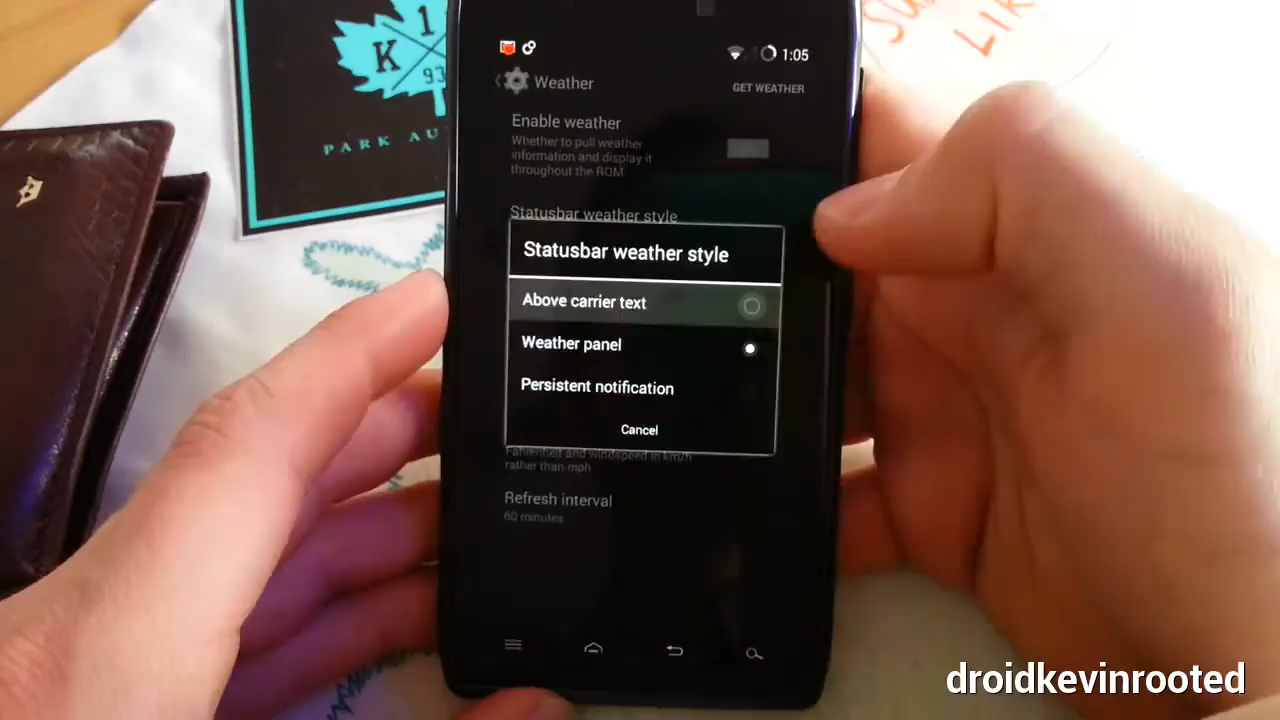 K 1
93
PARK AU
LIK
1:05
Weather
GET WEATHER
Enable weather
Whether to pull weather
information and display it
throughout the ROM.
Statusbar weather style
Statusbar weather style
Above carrier text
Weather panel
Persistent notification
Cancel
Fahrenheit and windspeed in km/h
rather than mph
Refresh interval
60 minutes
droidkevinrooted